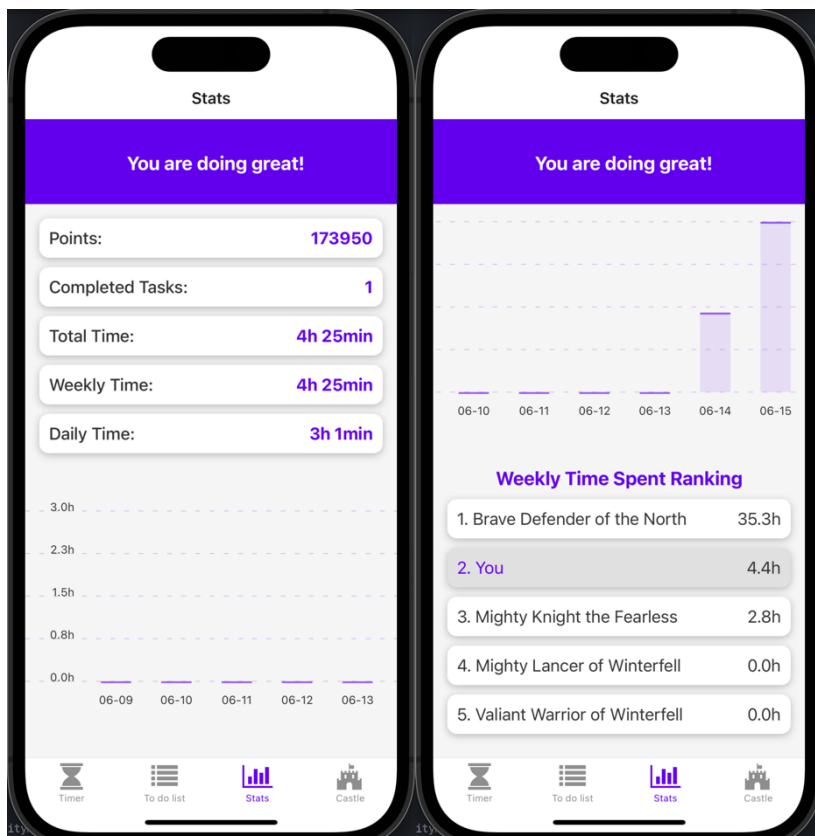 Stats
You are doing great!
Points: 173950
Completed Tasks: 1
Total Time: 4h 25min
Weekly Time: 4h 25min
Daily Time: 3h 1min
3.0h
2.3h
1.5h
0.8h
0.0h
06-09 06-10 06-11 06-12 06-13
Timer To do list Stats Castle
Stats
You are doing great!
06-10 06-11 06-12 06-13 06-14 06-15
Weekly Time Spent Ranking
1. Brave Defender of the North 35.3h
2. You 4.4h
3. Mighty Knight the Fearless 2.8h
4. Mighty Lancer of Winterfell 0.0h
5. Valiant Warrior of Winterfell 0.0h
Timer To do list Stats Castle